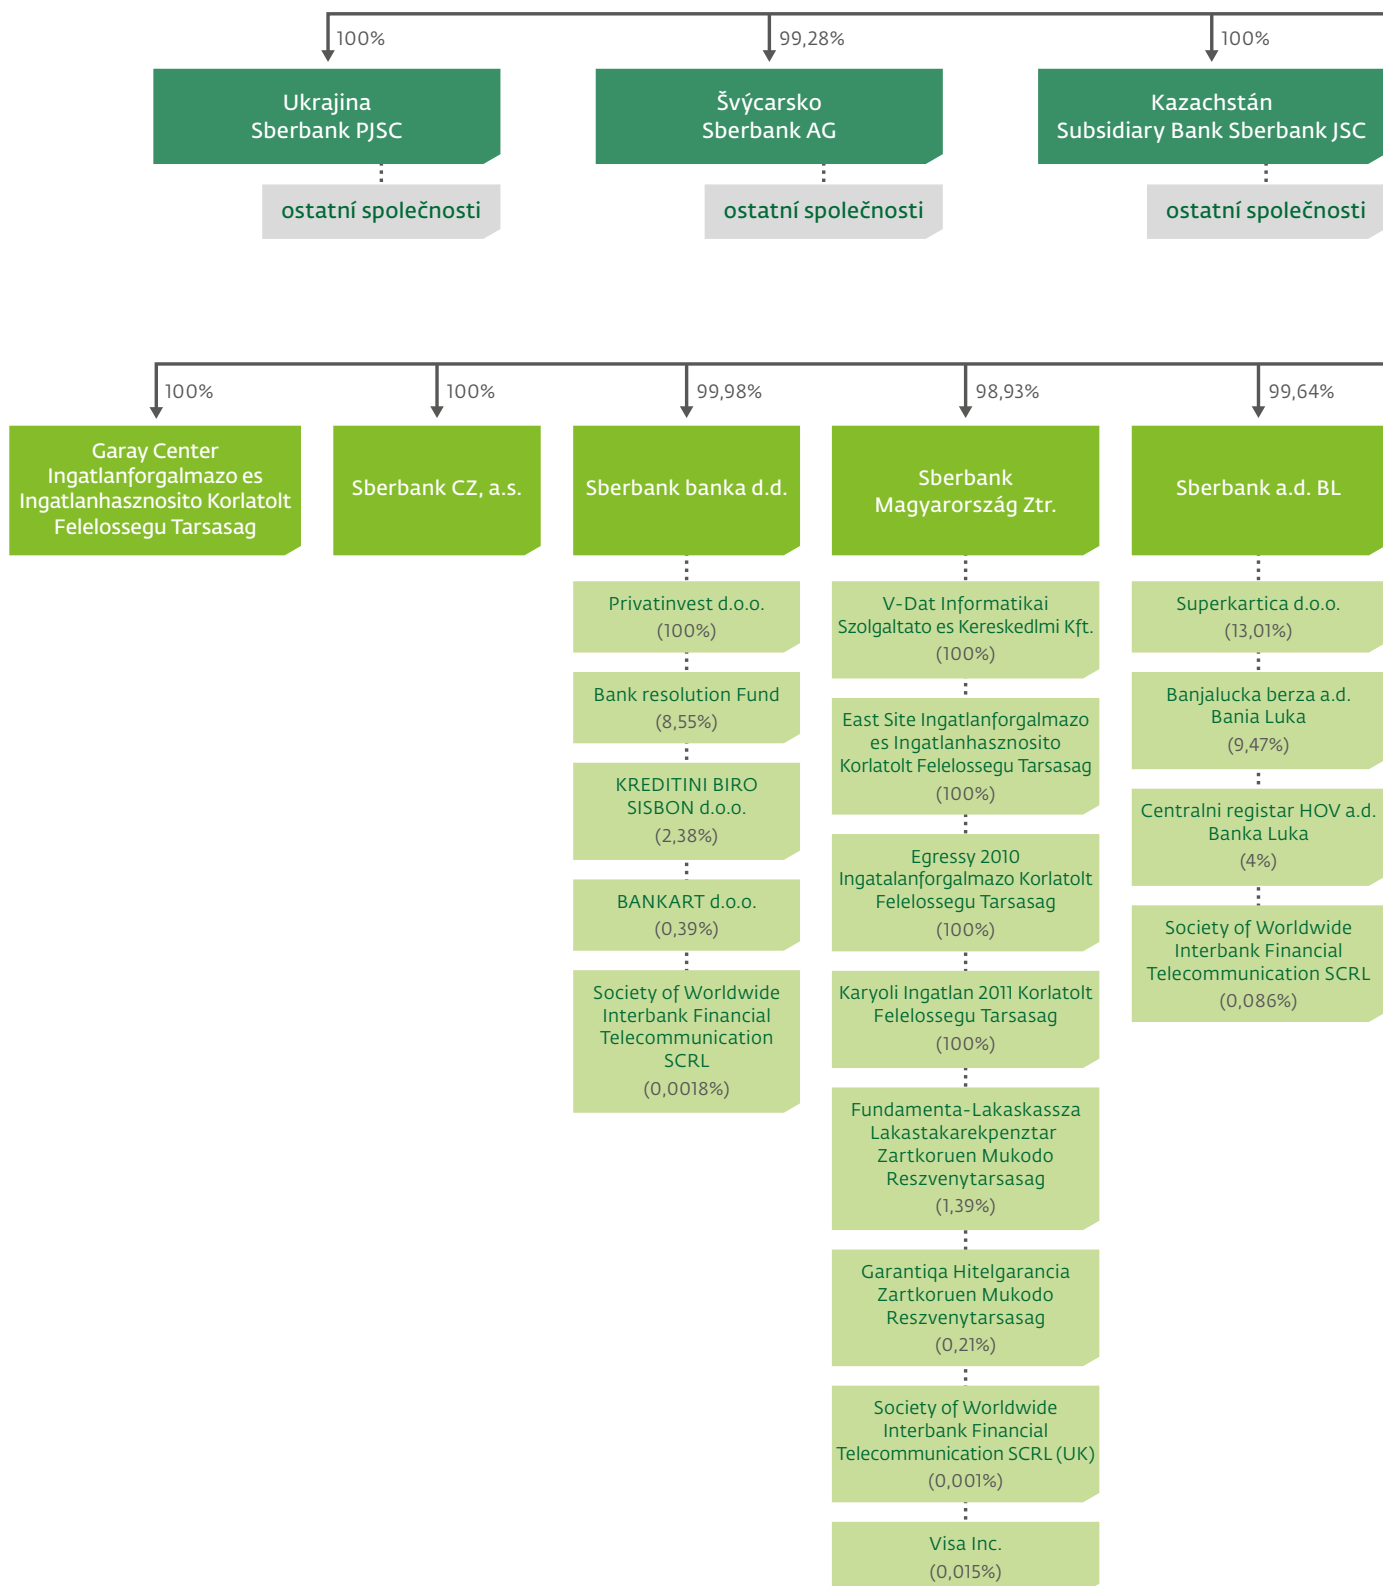 100%
99,28%
100%
Ukrajina
Sberbank PJSC
Švýcarsko
Sberbank AG
Kazachstán
Subsidiary Bank Sberbank JSC
ostatní společnosti
ostatní společnosti
ostatní společnosti
100%
100%
99,98%
98,93%
99,64%
Garay Center
Ingatlanforgalmazo es
Ingatlanhasznosito Korlatolt
Felelossegu Tarsasag
Sberbank CZ, a.s.
Sberbank banka d.d.
Sberbank
Magyarország Ztr.
Sberbank a.d. BL
Privatinvest d.o.o.
(100%)
Bank resolution Fund
(8,55%)
KREDITINI BIRO
SISBON d.o.o.
(2,38%)
BANKART d.o.o.
(0,39%)
Society of Worldwide
Interbank Financial
Telecommunication
SCRL
(0,0018%)
V-Dat Informatikai
Szolgaltato es Kereskedlmi Kft.
(100%)
East Site Ingatlanforgalmazo
es Ingatlanhasznosito
Korlatolt Felelossegu Tarsasag
(100%)
Egressy 2010
Ingatalanforgalmazo Korlatolt
Felelossegu Tarsasag
(100%)
Karyoli Ingatlan 2011 Korlatolt
Felelossegu Tarsasag
(100%)
Fundamenta-Lakaskassza
Lakastakarekpenztar
Zartkoruen Mukodo
Reszvenytarsasag
(1,39%)
Garantiqa Hitelgarancia
Zartkoruen Mukodo
Reszvenytarsasag
(0,21%)
Society of Worldwide
Interbank Financial
Telecommunication SCRL (UK)
(0,001%)
Visa Inc.
(0,015%)
Superkartica d.o.o.
(13,01%)
Banjalucka berza a.d.
Bania Luka
(9,47%)
Centralni registar HOV a.d.
Banka Luka
(4%)
Society of Worldwide
Interbank Financial
Telecommunication SCRL
(0,086%)